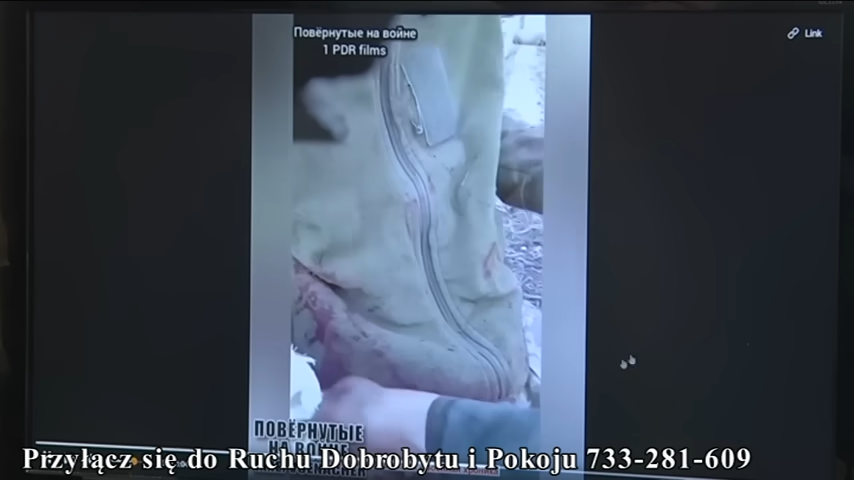 Повёрнутые на войне
1 PDR films
Link
ПОВЁРНУТЫЕ
НА ВОЙНЕ
Przyłącz się do Ruchu Dobrobytu i Pokoju 733-281-609